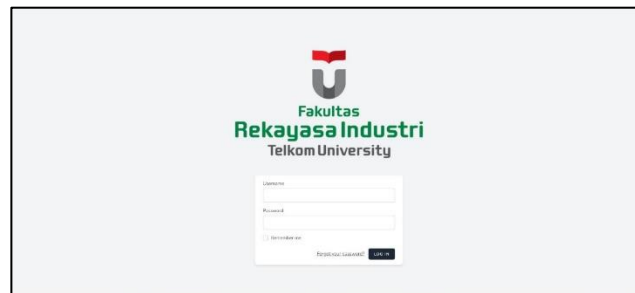 Fakultas
Rekayasa Industri
Telkom University
Username
Password
Remember me
Forgot your password? LOG IN